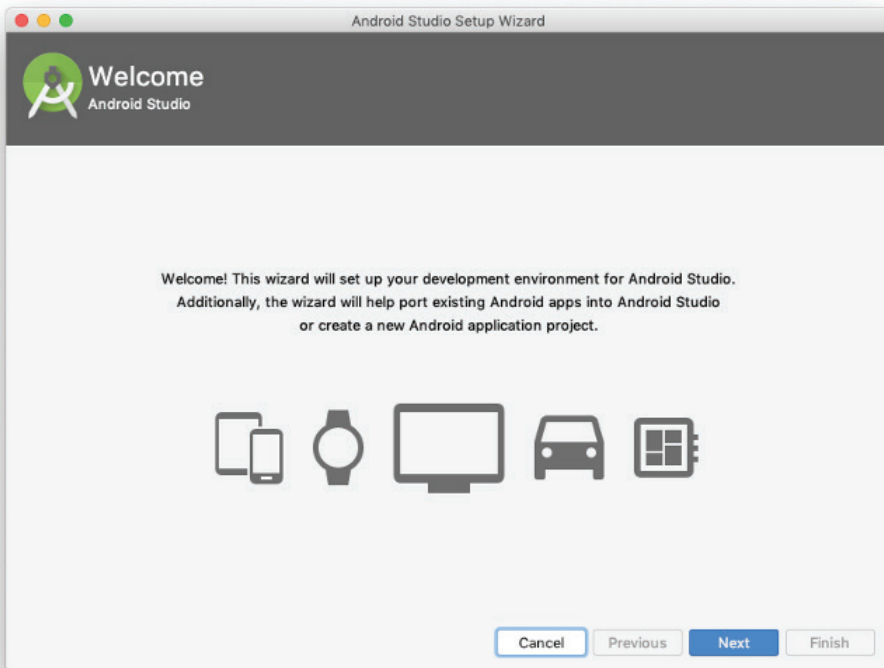 Android Studio Setup Wizard
Welcome
Android Studio
Welcome! This wizard will set up your development environment for Android Studio.
Additionally, the wizard will help port existing Android apps into Android Studio
or create a new Android application project.
Cancel Previous Next Finish